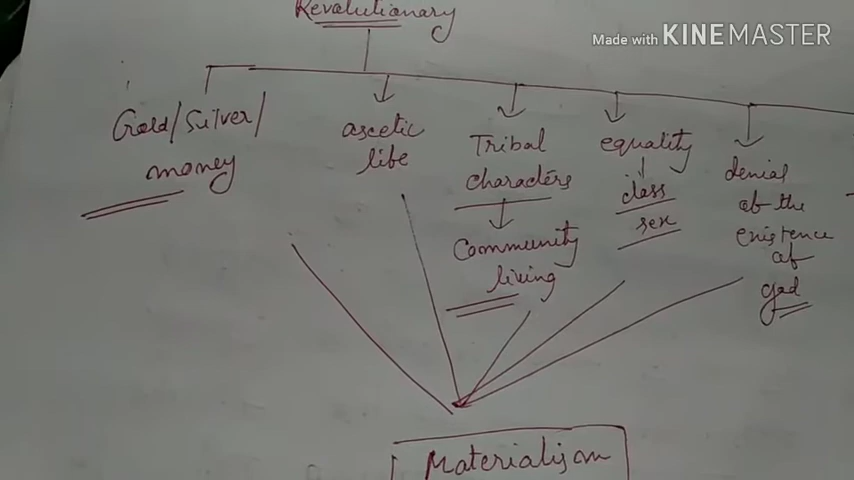 Revolutionary
Made with KINEMASTER
Gold/Silver/
money
ascetic
life
Tribal
characters
Community
living
equality
class
sex
denial
of the
existence
of
god
Materialism